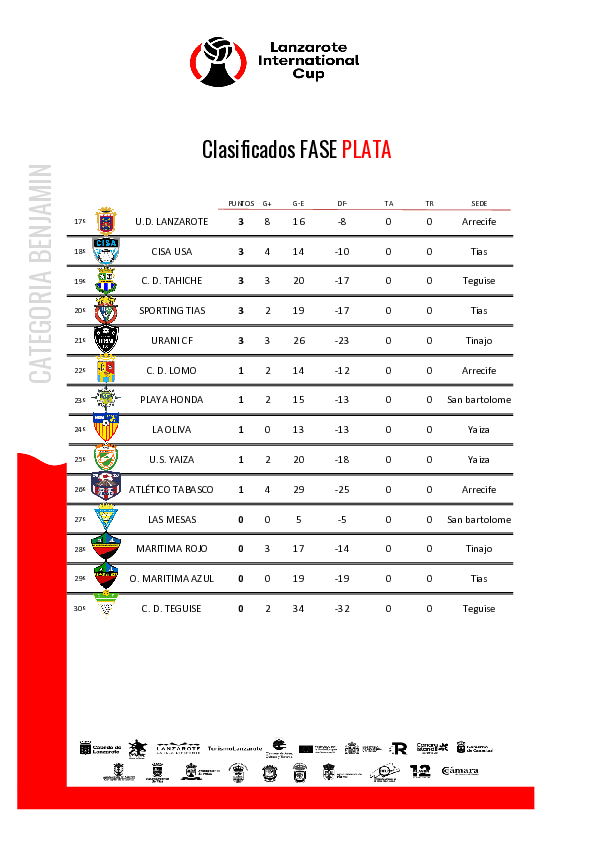 Lanzarote
International
Cup
Clasificados FASE PLATA
CATEGORIA BENJAMIN
PUNTOS G+ G-E DF- TA TR SEDE
17º U.D. LANZAROTE 3 8 16 -8 0 0 Arrecife
18º CISA USA 3 4 14 -10 0 0 Tias
19º C. D. TAHICHE 3 3 20 -17 0 0 Teguise
20º SPORTING TIAS 3 2 19 -17 0 0 Tias
21º URANI CF 3 3 26 -23 0 0 Tinajo
22º C. D. LOMO 1 2 14 -12 0 0 Arrecife
23º PLAYA HONDA 1 2 15 -13 0 0 San bartolome
24º LA OLIVA 1 0 13 -13 0 0 Yaiza
25º U.S. YAIZA 1 2 20 -18 0 0 Yaiza
26º ATLÉTICO TABASCO 1 4 29 -25 0 0 Arrecife
27º LAS MESAS 0 0 5 -5 0 0 San bartolome
28º MARITIMA ROJO 0 3 17 -14 0 0 Tinajo
29º O. MARITIMA AZUL 0 0 19 -19 0 0 Tias
30º C. D. TEGUISE 0 2 34 -32 0 0 Teguise
CISA
Cabildo de
Lanzarote
LANZAROTE
TurismoLanzarote
12
Cámara